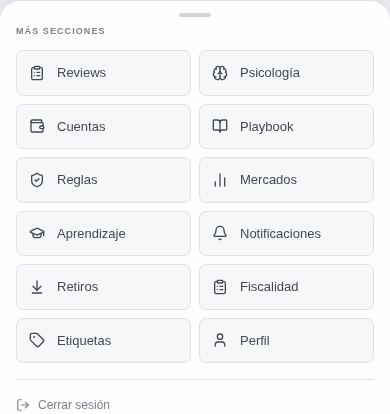 MÁS SECCIONES
Reviews
Psicología
Cuentas
Playbook
Reglas
Mercados
Aprendizaje
Notificaciones
Retiros
Fiscalidad
Etiquetas
Perfil
Cerrar sesión